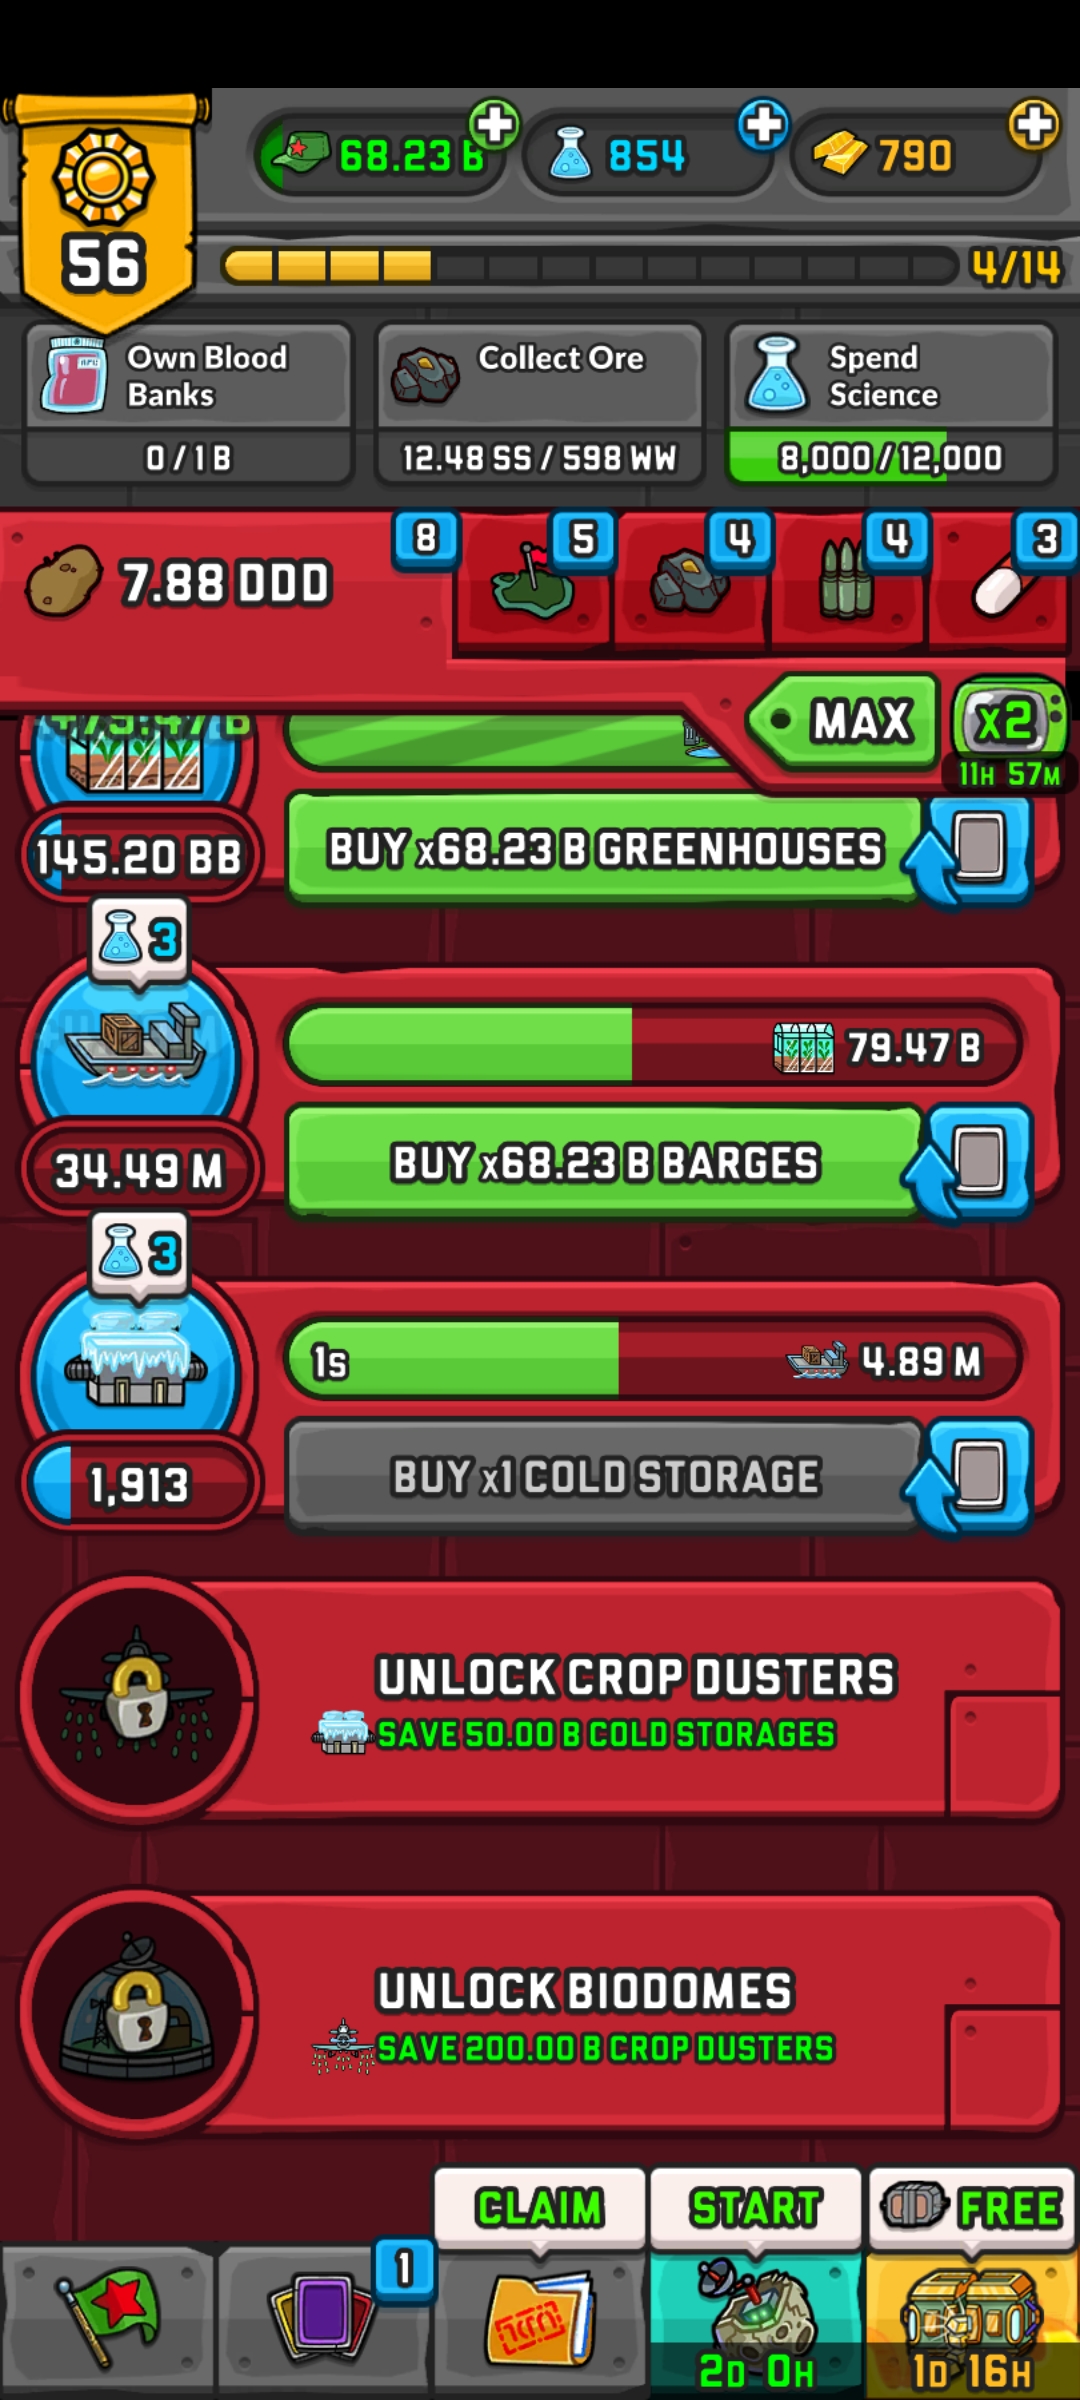 68.23 B
854
790
56
4/14
Own Blood
Banks
0 / 1 B
Collect Ore
12.48 SS / 598 WW
Spend
Science
8,000 / 12,000
7.88 DDD
8
5
4
4
3
MAX
x2
11H 57M
+79.47 B
145.20 BB
BUY x68.23 B GREENHOUSES
3
79.47 B
34.49 M
BUY x68.23 B BARGES
3
1s
4.89 M
1,913
BUY x1 COLD STORAGE
UNLOCK CROP DUSTERS
SAVE 50.00 B COLD STORAGES
UNLOCK BIODOMES
SAVE 200.00 B CROP DUSTERS
CLAIM
START
FREE
1
2D 0H
1D 16H